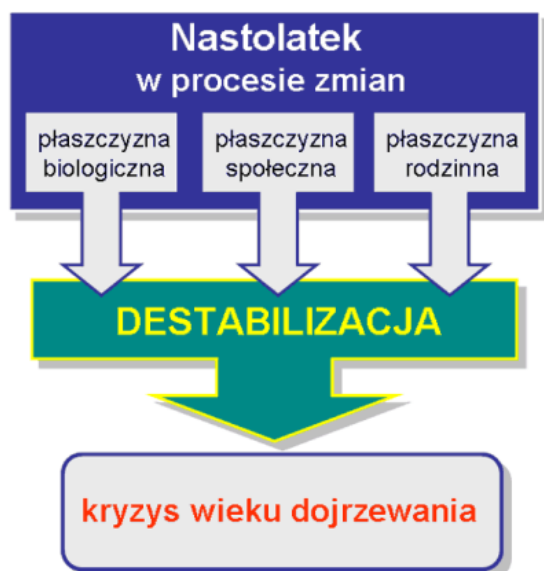 Nastolatek
w procesie zmian
płaszczyzna
biologiczna
płaszczyzna
społeczna
płaszczyzna
rodzinna
DESTABILIZACJA
kryzys wieku dojrzewania